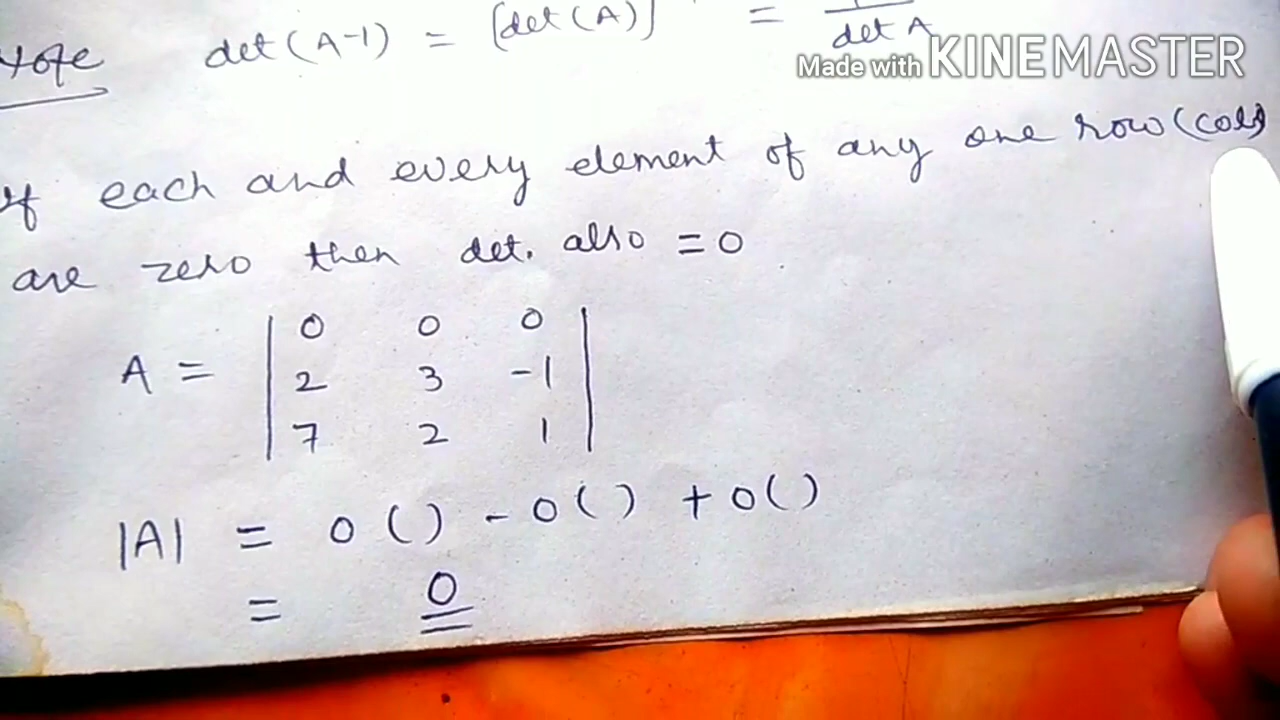 Note det(A-1) = [det(A)] = 1/det A
Made with KINEMASTER
If each and every element of any one row (col)
are zero then det. also = 0
A = | 0 0 0 |
| 2 3 -1 |
| 7 2 1 |
|A| = 0 ( ) - 0 ( ) + 0 ( )
= 0